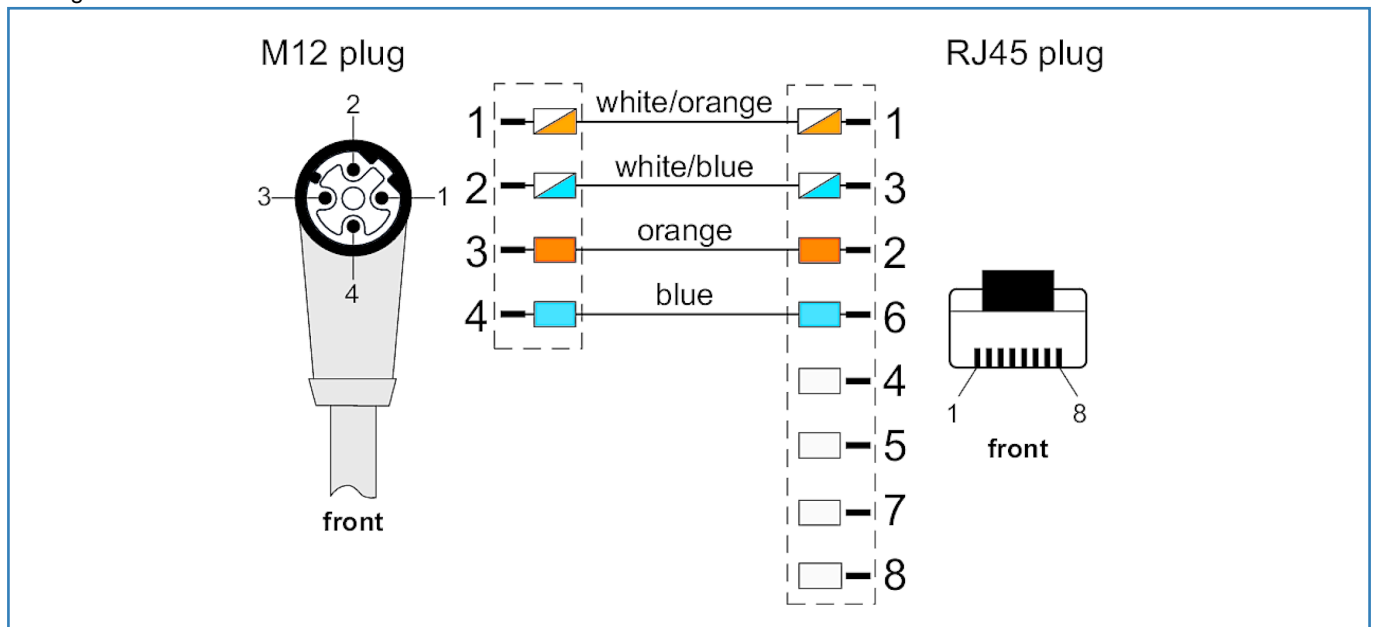 M12 plug
RJ45 plug
2
3
1
4
front
1 white/orange 1
2 white/blue 3
3 orange 2
4 blue 6
4
5
7
8
1 8
front